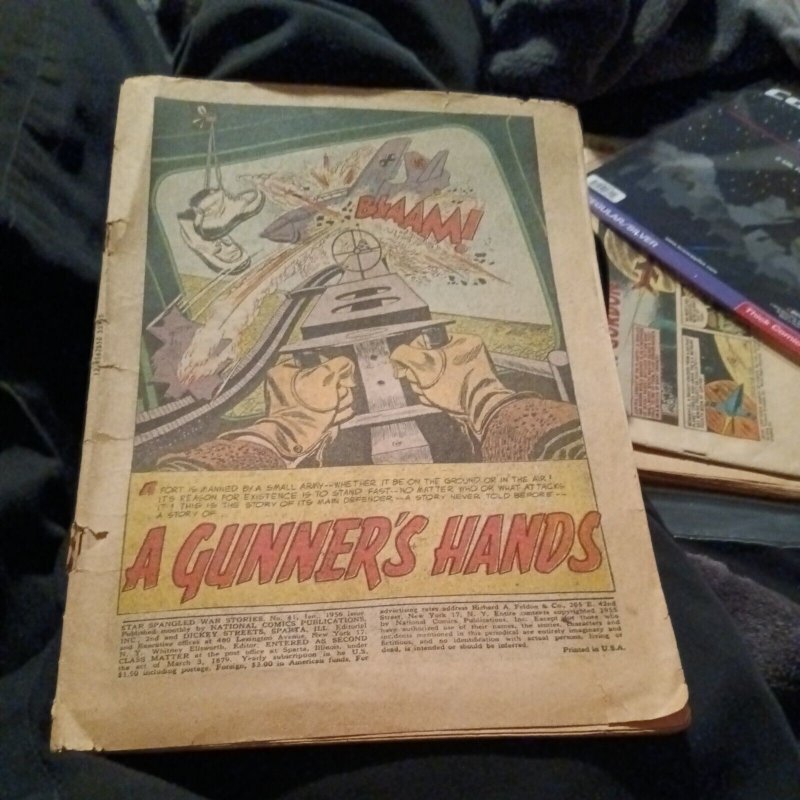 BLAAM!
A FORT IS MANNED BY A SMALL ARMY--WHETHER IT BE ON THE GROUND OR IN THE AIR!
ITS REASON FOR EXISTENCE IS TO STAND FAST--NO MATTER WHO OR WHAT ATTACKS
IT! THIS IS THE STORY OF ITS MAIN DEFENDER--A STORY NEVER TOLD BEFORE--
A STORY OF...
A GUNNER'S HANDS
STAR SPANGLED WAR STORIES, No. 41, Jan., 1956 issue.
Published monthly by NATIONAL COMICS PUBLICATIONS,
INC., 2nd and DICKEY STREETS, SPARTA, ILL. Editorial
and Executive offices at 480 Lexington Avenue, New York 17,
N. Y. Whitney Ellsworth, Editor. ENTERED AS SECOND
CLASS MATTER at the post office at Sparta, Illinois, under
the act of March 3, 1879. Yearly subscription in he U.S.
$1.50 including postage. Foreign, $3.00 in American funds. For
advertising rates address Richard A. Feldon & Co., 205 E. 42nd
Street, New York 17, N. Y. Entire contents copyrighted 1955
by National Comics Publications, Inc. Except for those who
have authorized use of their names, the stories, characters and
incidents mentioned in this periodical are entirely imaginary and
fictitious, and no identification with actual persons, living or
dead, is intended or should be inferred.
Printed in U.S.A.
REGULAR/SILVER
Thick Comic
GORDON